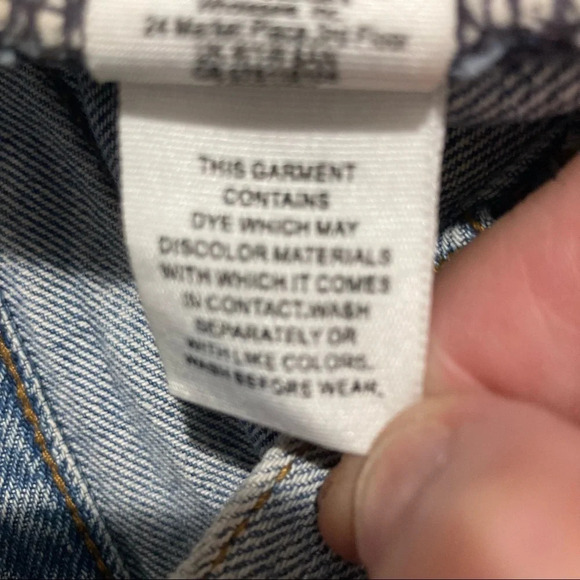 24 Market Place 2nd Floor
THIS GARMENT
CONTAINS
DYE WHICH MAY
DISCOLOR MATERIALS
WITH WHICH IT COMES
IN CONTACT.WASH
SEPARATELY OR
WITH LIKE COLORS.
WASH BEFORE WEAR.